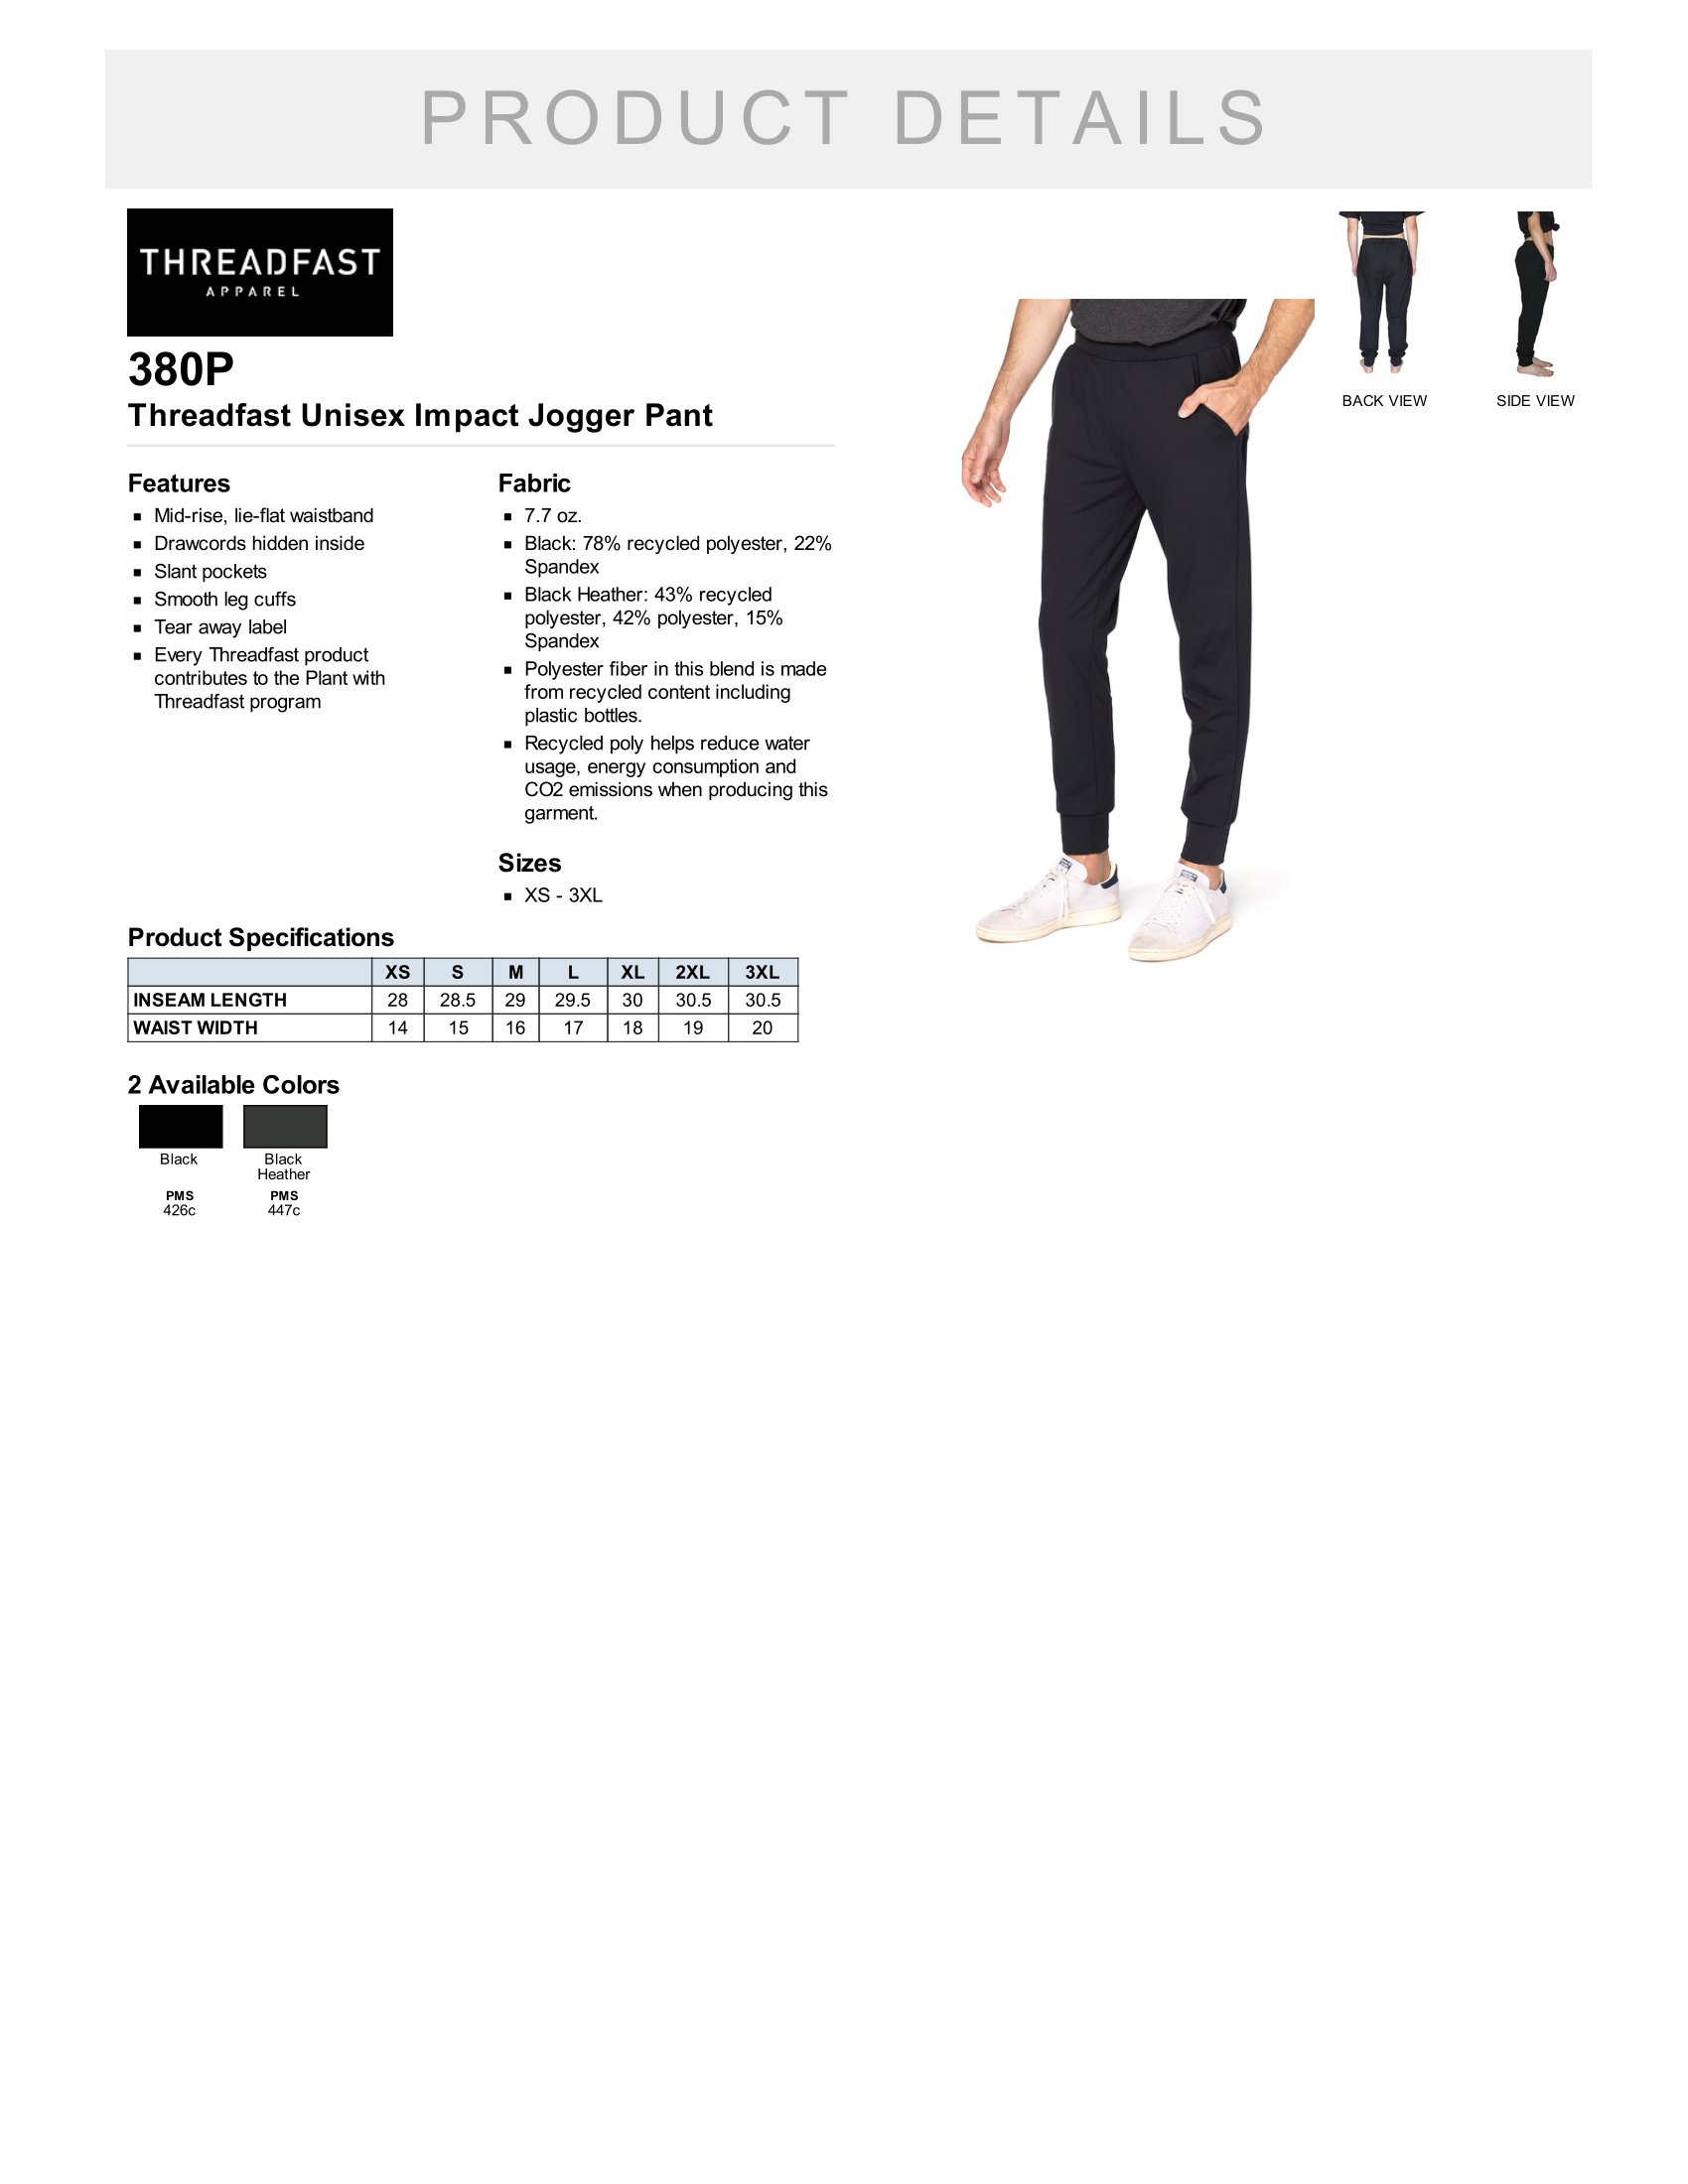 PRODUCT DETAILS
THREADFAST
APPAREL
380P
Threadfast Unisex Impact Jogger Pant
Features
Mid-rise, lie-flat waistband
Drawcords hidden inside
Slant pockets
Smooth leg cuffs
Tear away label
Every Threadfast product
contributes to the Plant with
Threadfast program
Fabric
7.7 oz.
Black: 78% recycled polyester, 22%
Spandex
Black Heather: 43% recycled
polyester, 42% polyester, 15%
Spandex
Polyester fiber in this blend is made
from recycled content including
plastic bottles.
Recycled poly helps reduce water
usage, energy consumption and
CO2 emissions when producing this
garment.
Sizes
XS - 3XL
BACK VIEW SIDE VIEW
Product Specifications
XS S M L XL 2XL 3XL
INSEAM LENGTH 28 28.5 29 29.5 30 30.5 30.5
WAIST WIDTH 14 15 16 17 18 19 20
2 Available Colors
Black
PMS
426c
Black
Heather
PMS
447c